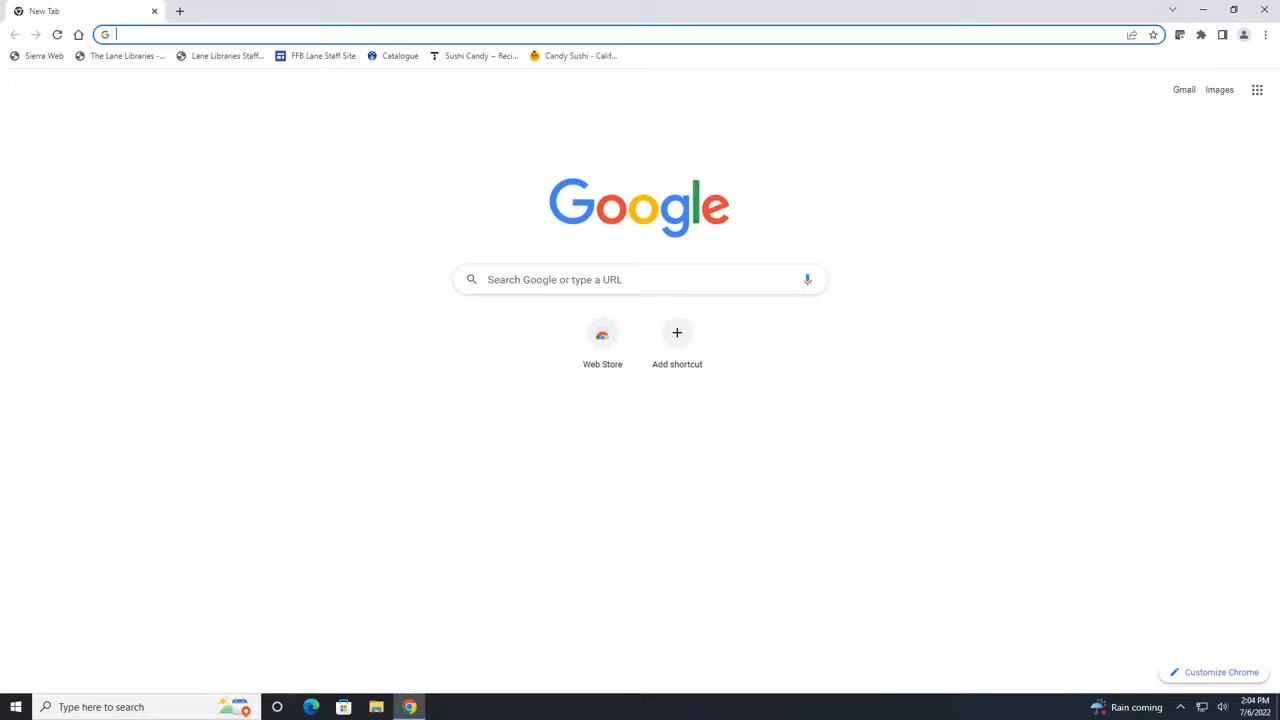 New Tab
Sierra Web
The Lane Libraries -...
Lane Libraries Staff...
FFB Lane Staff Site
Catalogue
Sushi Candy – Reci...
Candy Sushi - Calif...
Gmail
Images
Google
Search Google or type a URL
Web Store
Add shortcut
Customize Chrome
Type here to search
Rain coming
2:04 PM
7/6/2022